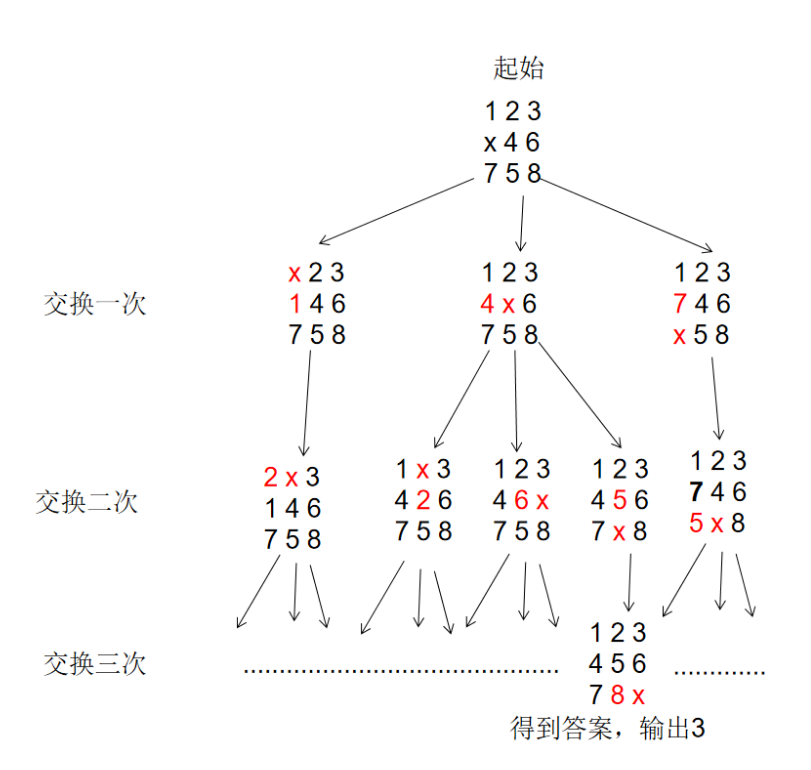 起始
1 2 3
x 4 6
7 5 8
交换一次
x 2 3
1 4 6
7 5 8
1 2 3
4 x 6
7 5 8
1 2 3
7 4 6
x 5 8
交换二次
2 x 3
1 4 6
7 5 8
1 x 3
4 2 6
7 5 8
1 2 3
4 6 x
7 5 8
1 2 3
4 5 6
7 x 8
1 2 3
7 4 6
5 x 8
交换三次
............................................
1 2 3
4 5 6
7 8 x
.............
得到答案，输出3